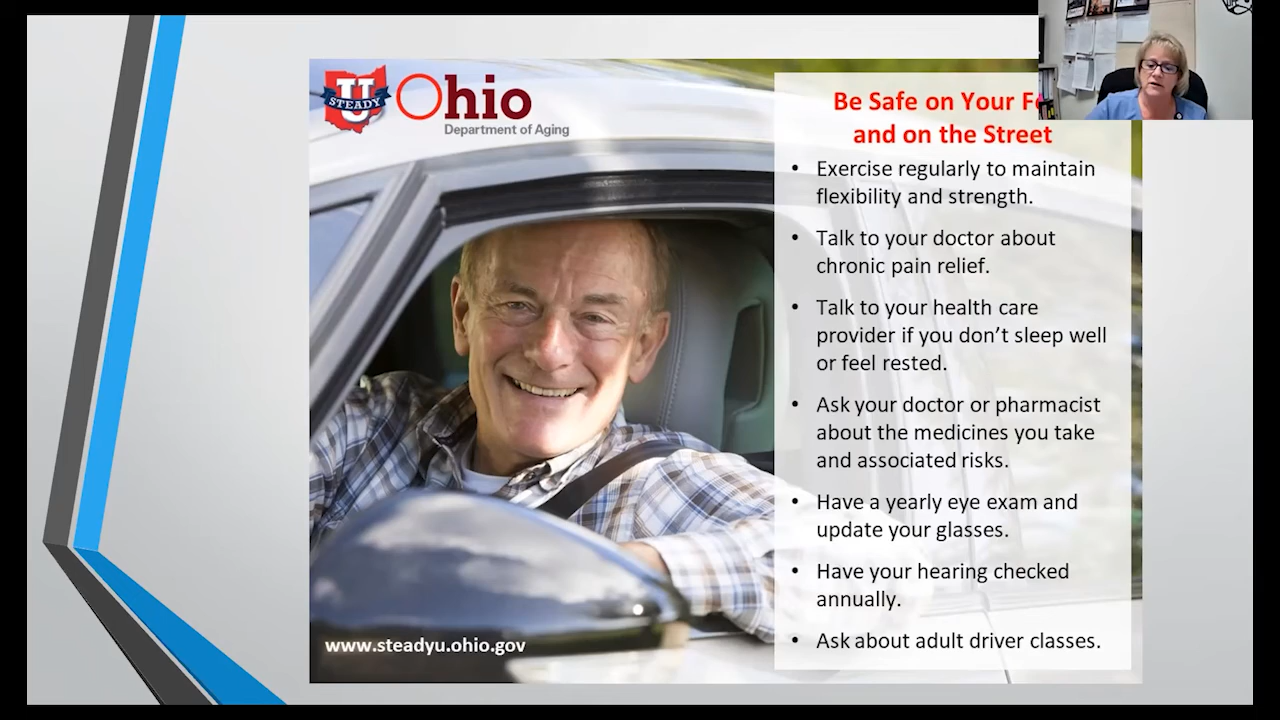 U
STEADY
Ohio
Department of Aging
Be Safe on Your
and on the Street
• Exercise regularly to maintain
flexibility and strength.
• Talk to your doctor about
chronic pain relief.
• Talk to your health care
provider if you don’t sleep well
or feel rested.
• Ask your doctor or pharmacist
about the medicines you take
and associated risks.
• Have a yearly eye exam and
update your glasses.
• Have your hearing checked
annually.
• Ask about adult driver classes.
www.steadyu.ohio.gov